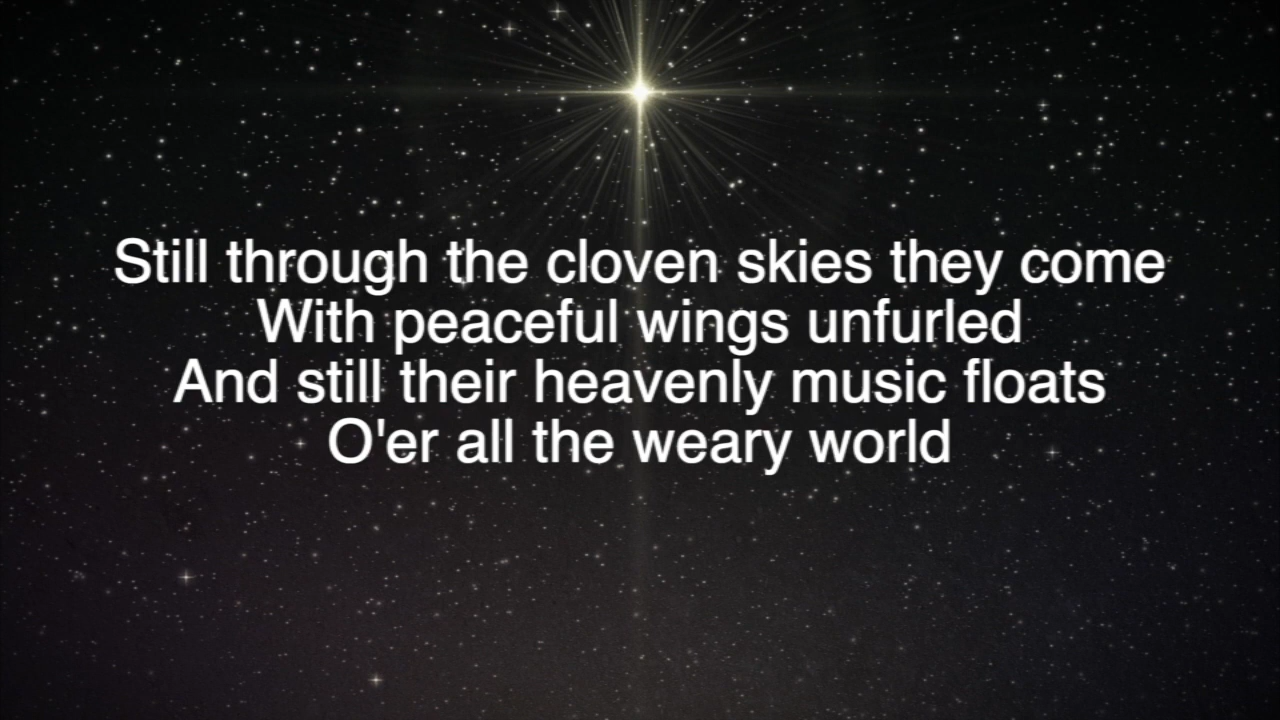 Still through the cloven skies they come
With peaceful wings unfurled
And still their heavenly music floats
O'er all the weary world